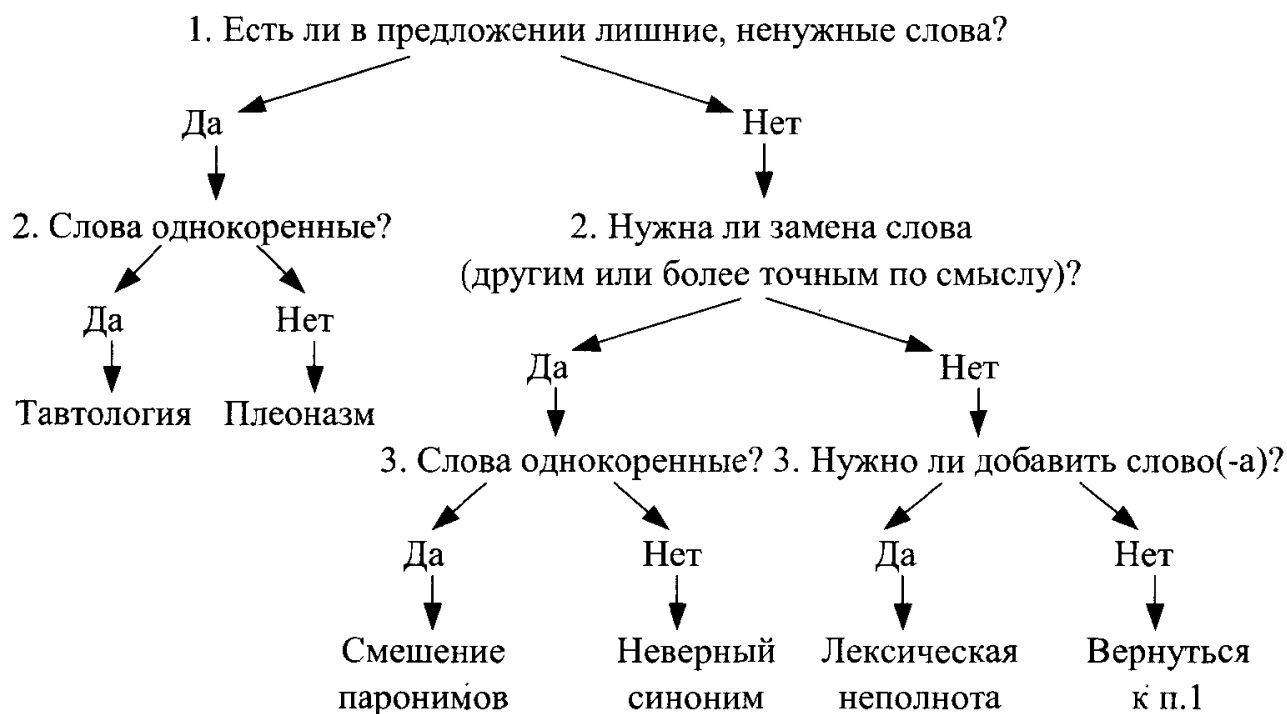 1. Есть ли в предложении лишние, ненужные слова?
Да Нет
2. Слова однокоренные? 2. Нужна ли замена слова
(другим или более точным по смыслу)?
Да Нет
Да Нет
Тавтология Плеоназм
3. Слова однокоренные? 3. Нужно ли добавить слово(-а)?
Да Нет Да Нет
Смешение Неверный Лексическая Вернуться
паронимов синоним неполнота к п.1